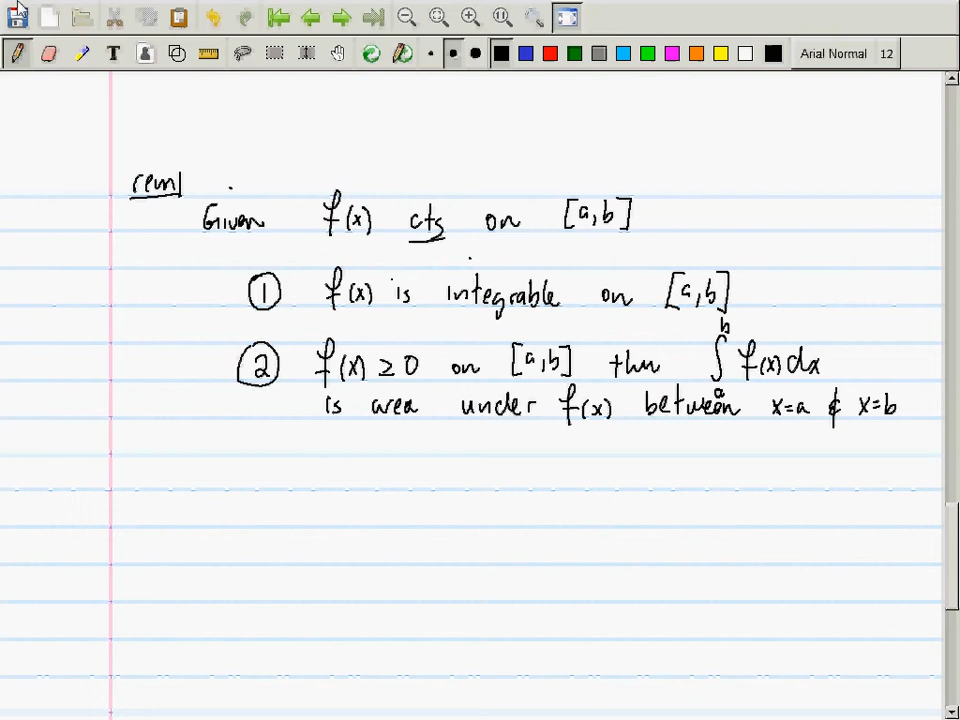 Arial Normal 12
rem
Given f(x) cts on [a,b]
① f(x) is integrable on [a,b]
② f(x) ≥ 0 on [a,b] then ∫_a^b f(x)dx
is area under f(x) between x=a & x=b